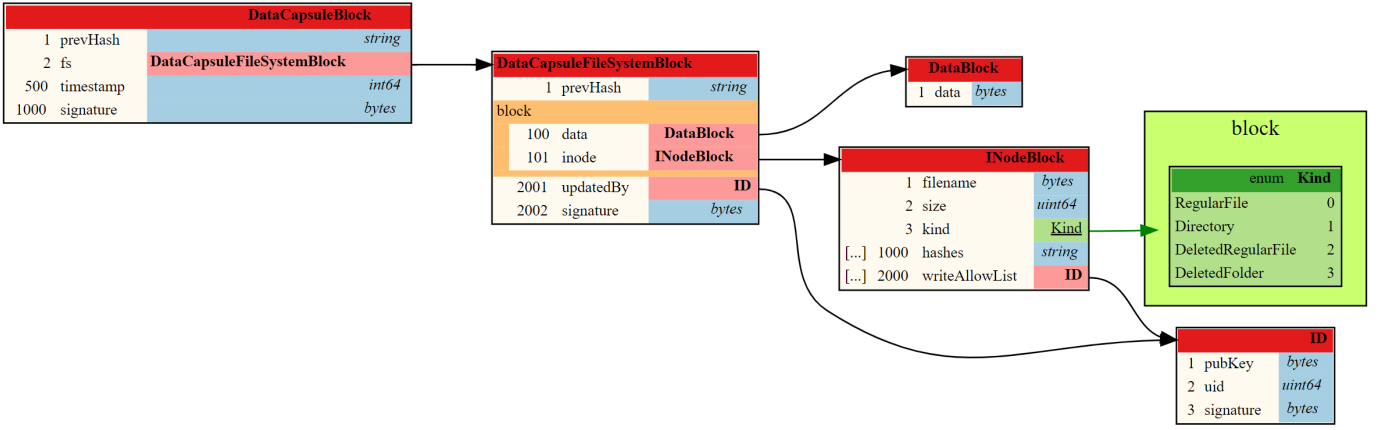 DataCapsuleBlock
1 prevHash string
2 fs DataCapsuleFileSystemBlock
500 timestamp int64
1000 signature bytes
DataCapsuleFileSystemBlock
1 prevHash string
block
100 data DataBlock
101 inode INodeBlock
2001 updatedBy ID
2002 signature bytes
DataBlock
1 data bytes
INodeBlock
1 filename bytes
2 size uint64
3 kind Kind
[...] 1000 hashes string
[...] 2000 writeAllowList ID
block
enum Kind
RegularFile 0
Directory 1
DeletedRegularFile 2
DeletedFolder 3
ID
1 pubKey bytes
2 uid uint64
3 signature bytes